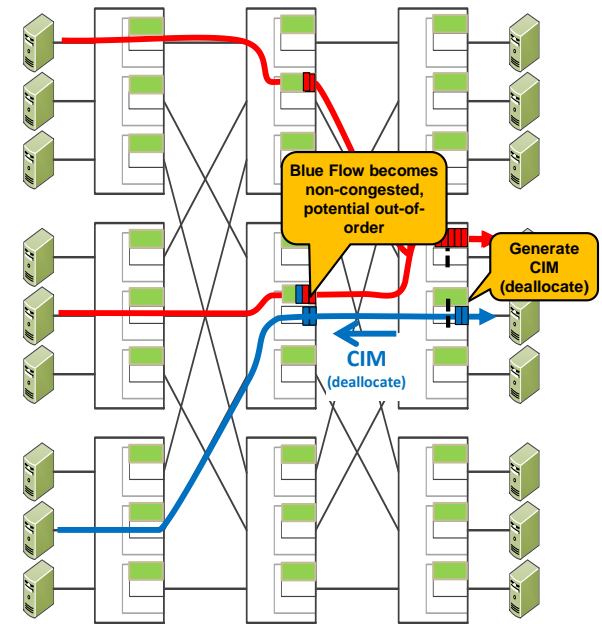 Blue Flow becomes
non-congested,
potential out-of-
order
Generate
CIM
(deallocate)
CIM
(deallocate)